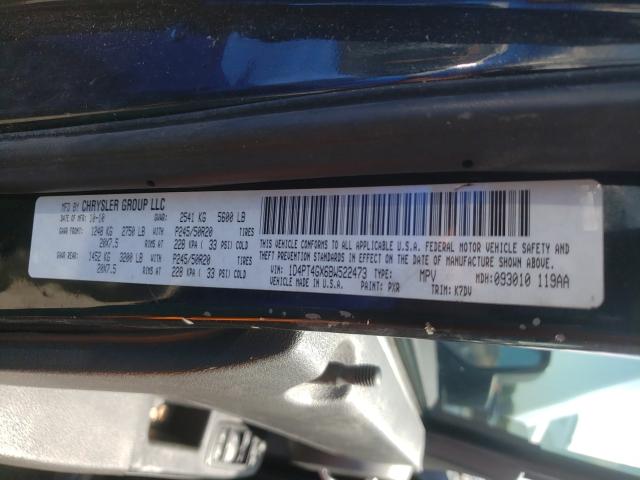 MFD BY CHRYSLER GROUP LLC
DATE OF MFR: 10-10 GVWR: 2541 KG 5600 LB
GAWR FRONT: 1248 KG 2750 LB WITH P245/50R20 TIRES
20X7.5 RIMS AT 228 KPA ( 33 PSI) COLD
GAWR REAR: 1452 KG 3200 LB WITH P245/50R20 TIRES
20X7.5 RIMS AT 228 KPA ( 33 PSI) COLD
THIS VEHICLE CONFORMS TO ALL APPLICABLE U.S.A. FEDERAL MOTOR VEHICLE SAFETY AND
THEFT PREVENTION STANDARDS IN EFFECT ON THE DATE OF MANUFACTURE SHOWN ABOVE.
VIN: 1D4PT4GX6BW522473 TYPE: MPV MDH: 093010 119AA
MADE IN U.S.A. PAINT: PXR TRIM: K7DV